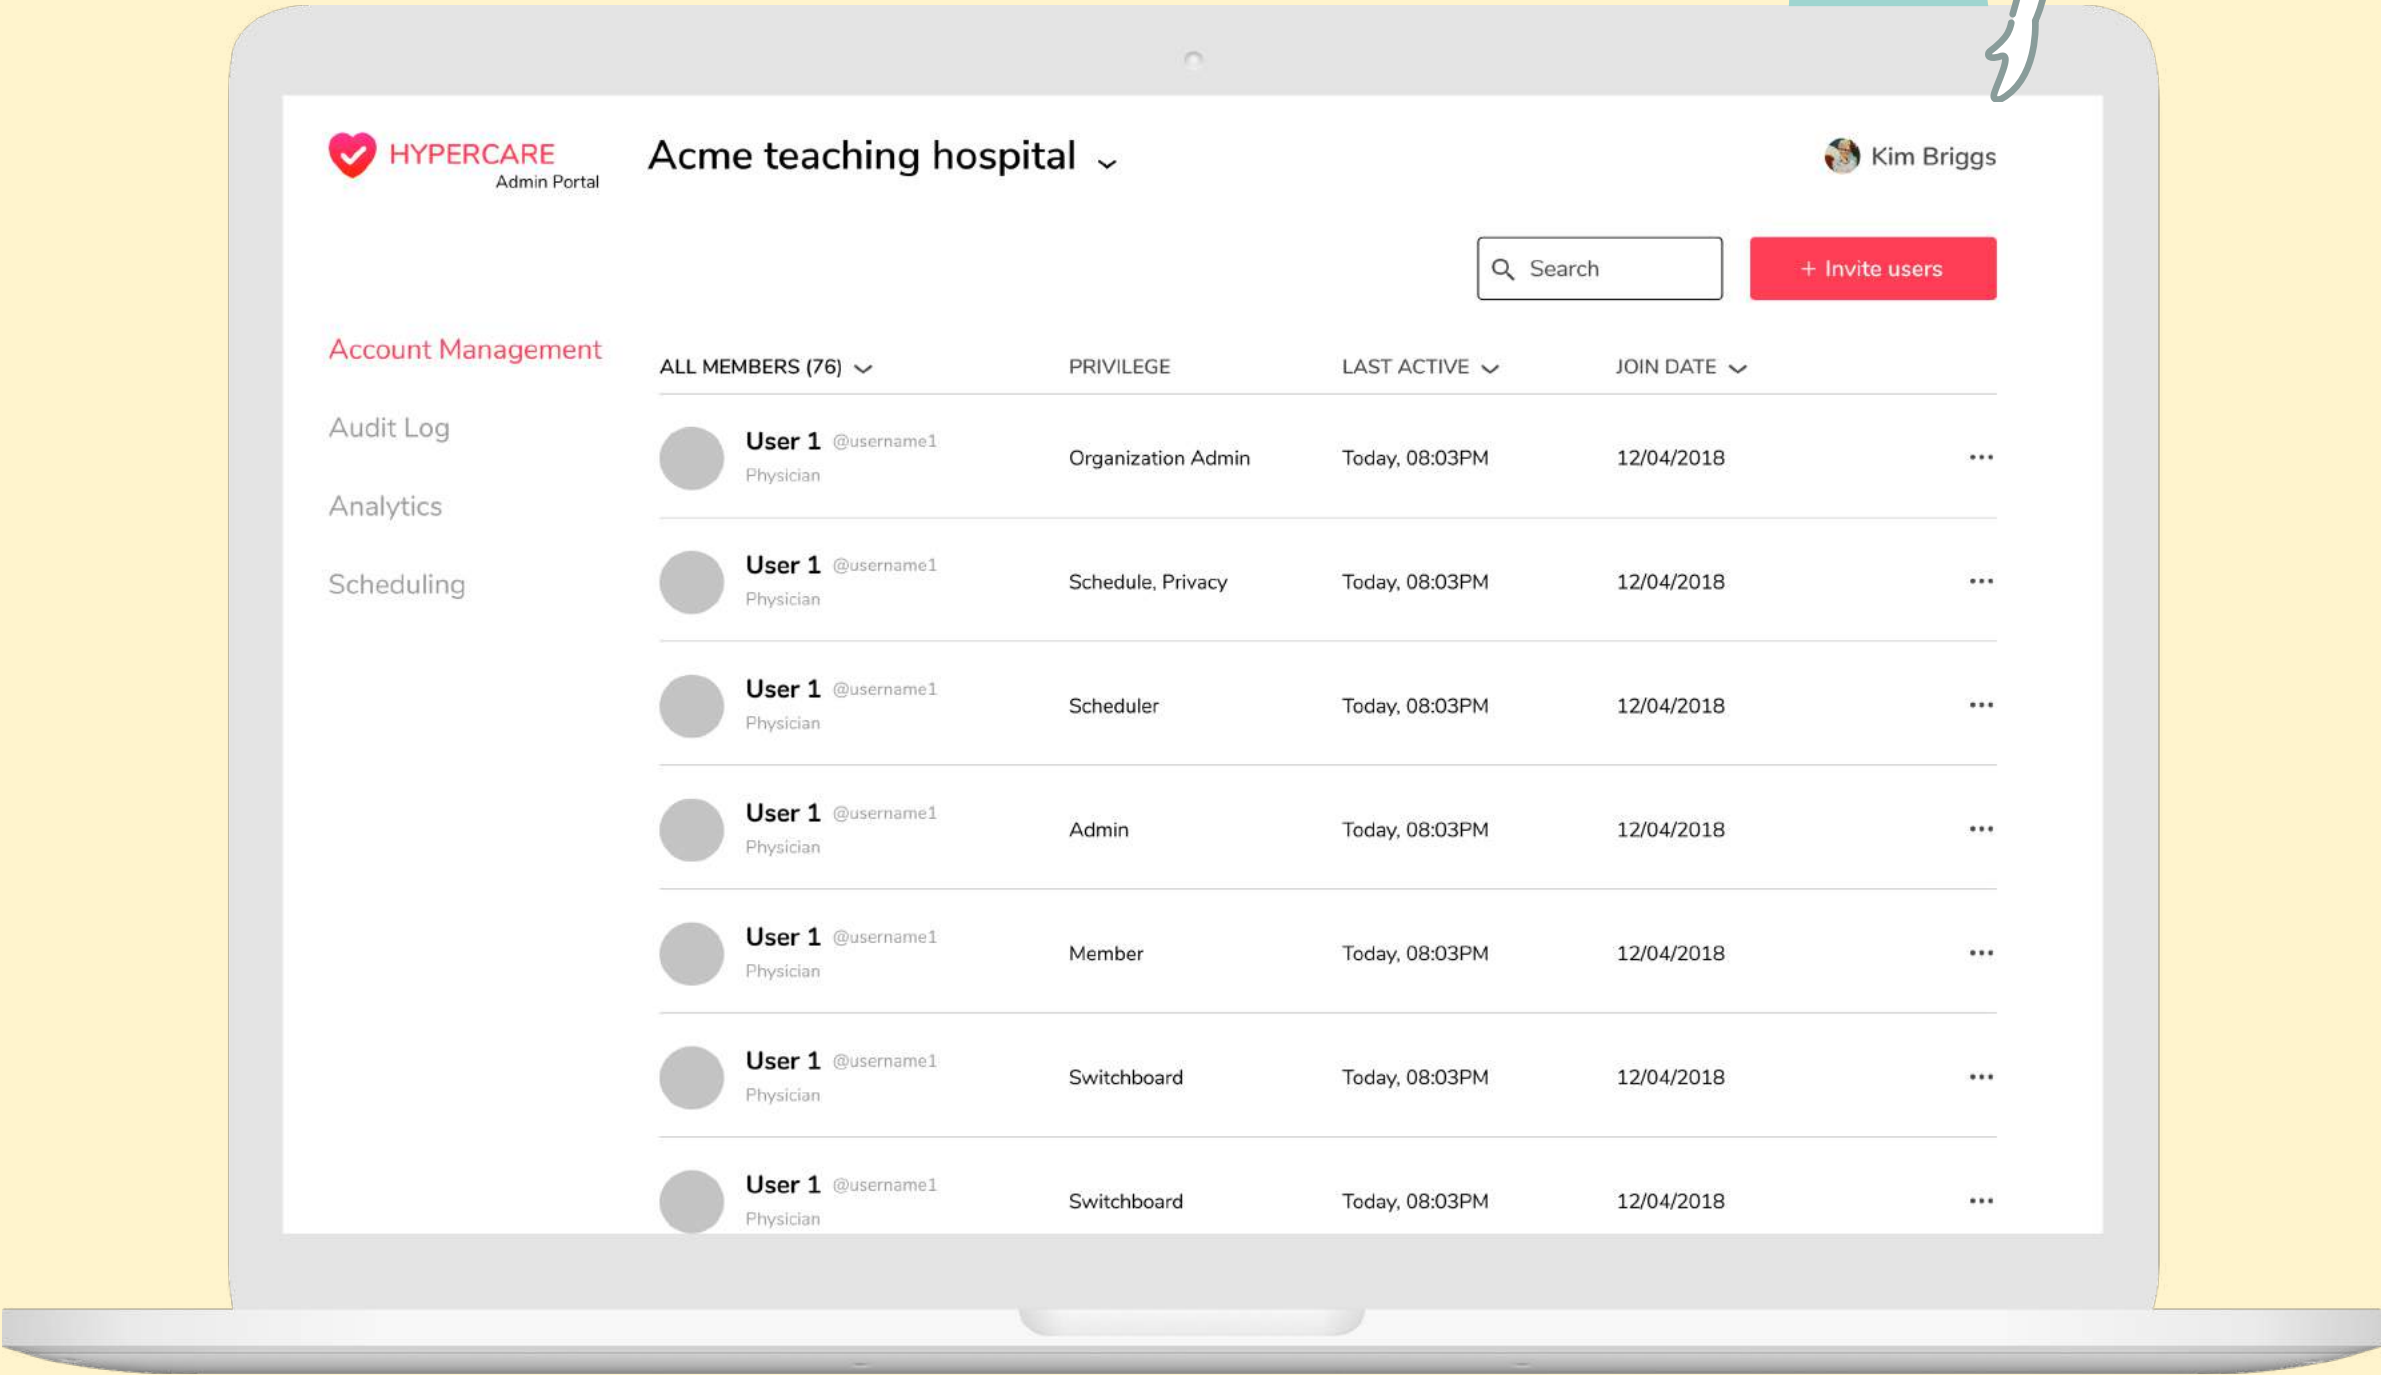 HYPERCARE
Admin Portal
Acme teaching hospital
Kim Briggs
Search
+ Invite users
Account Management
Audit Log
Analytics
Scheduling
ALL MEMBERS (76) PRIVILEGE LAST ACTIVE JOIN DATE
User 1 @username1
Physician
Organization Admin Today, 08:03PM 12/04/2018
User 1 @username1
Physician
Schedule, Privacy Today, 08:03PM 12/04/2018
User 1 @username1
Physician
Scheduler Today, 08:03PM 12/04/2018
User 1 @username1
Physician
Admin Today, 08:03PM 12/04/2018
User 1 @username1
Physician
Member Today, 08:03PM 12/04/2018
User 1 @username1
Physician
Switchboard Today, 08:03PM 12/04/2018
User 1 @username1
Physician
Switchboard Today, 08:03PM 12/04/2018